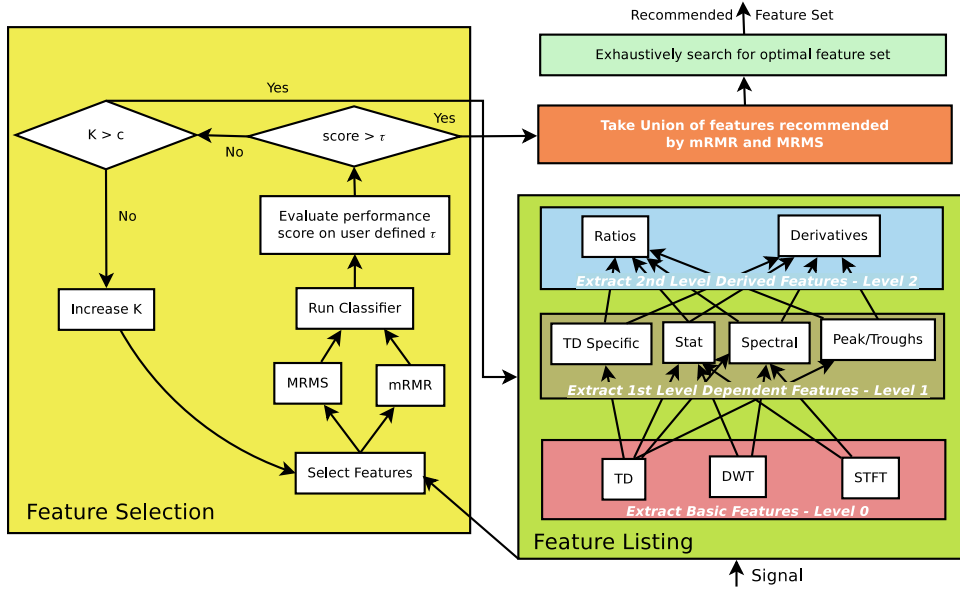 Recommended Feature Set
Exhaustively search for optimal feature set
Take Union of features recommended
by mRMR and MRMS
Yes
Yes
K > c
score > τ
No
No
Evaluate performance
score on user defined τ
Increase K
Run Classifier
MRMS
mRMR
Select Features
Feature Selection
Ratios
Derivatives
Extract 2nd Level Derived Features - Level 2
TD Specific
Stat
Spectral
Peak/Troughs
Extract 1st Level Dependent Features - Level 1
TD
DWT
STFT
Extract Basic Features - Level 0
Feature Listing
Signal